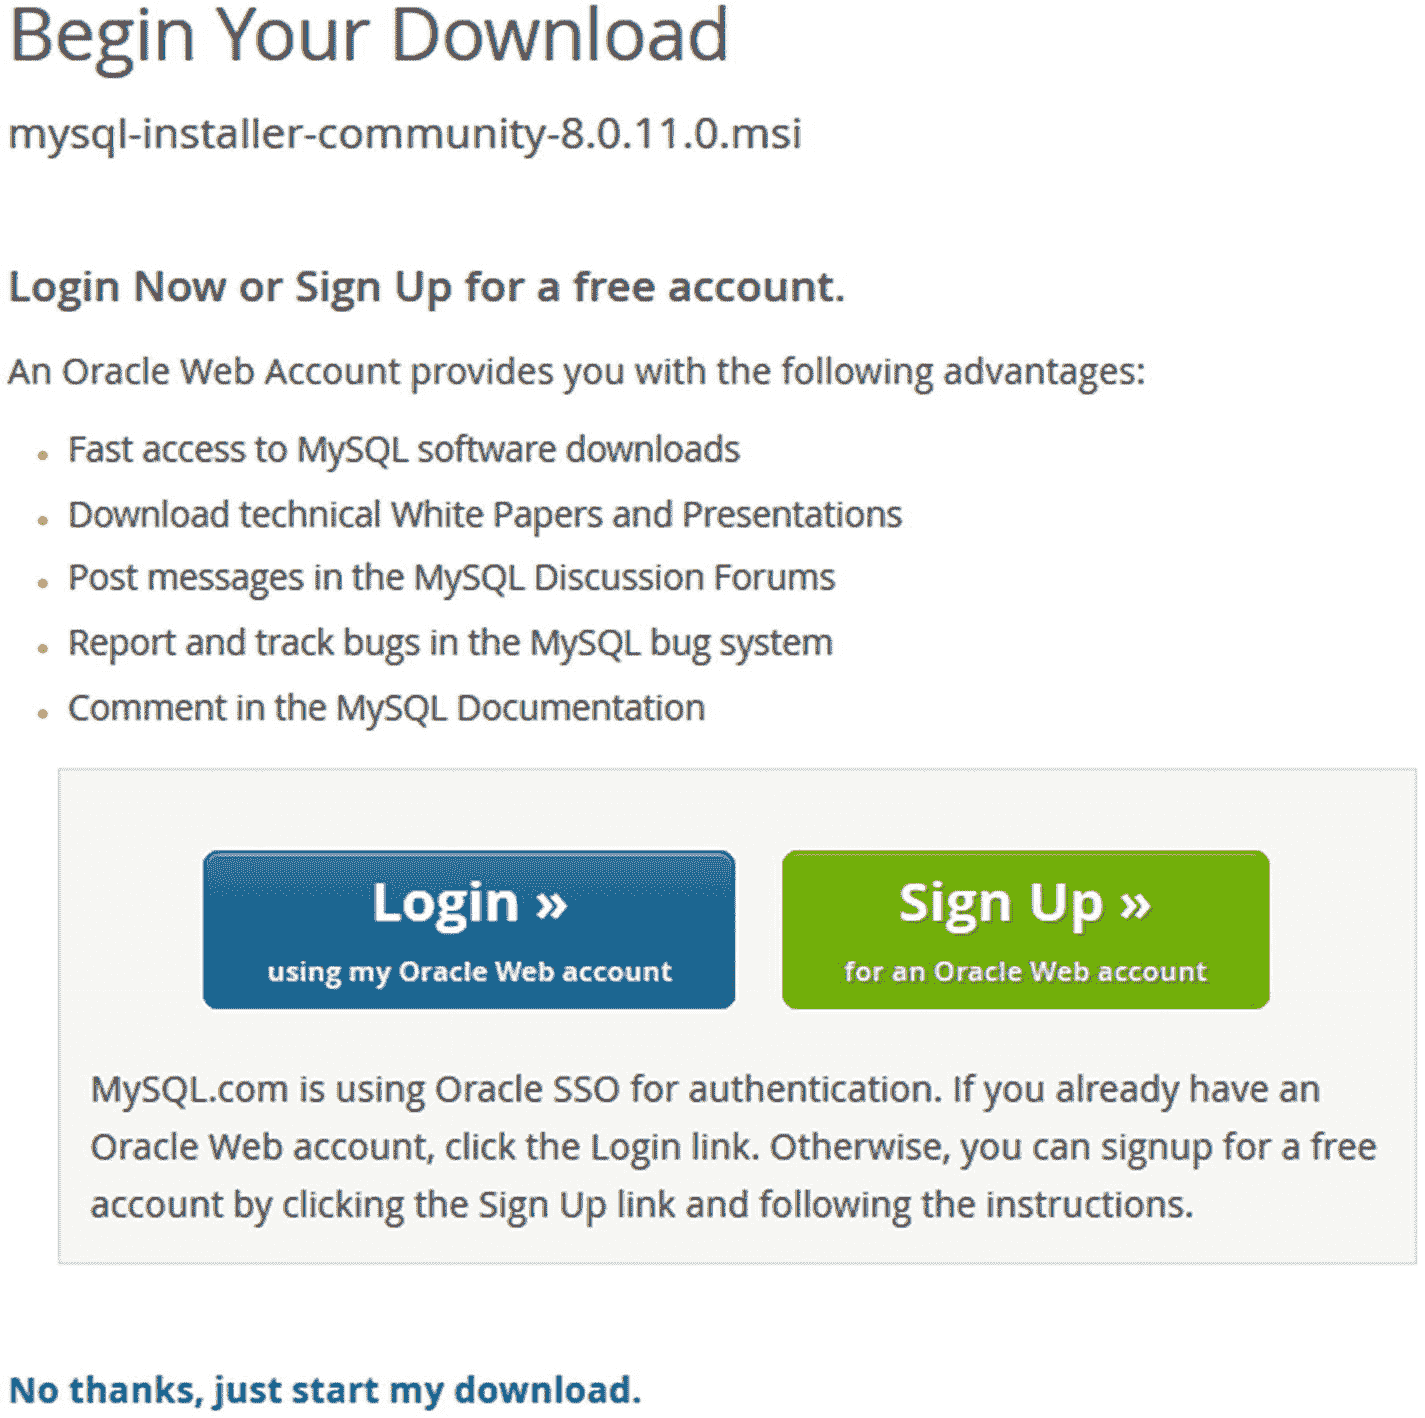 Begin Your Download
mysql-installer-community-8.0.11.0.msi
Login Now or Sign Up for a free account.
An Oracle Web Account provides you with the following advantages:
Fast access to MySQL software downloads
Download technical White Papers and Presentations
Post messages in the MySQL Discussion Forums
Report and track bugs in the MySQL bug system
Comment in the MySQL Documentation
Login »
using my Oracle Web account
Sign Up »
for an Oracle Web account
MySQL.com is using Oracle SSO for authentication. If you already have an
Oracle Web account, click the Login link. Otherwise, you can signup for a free
account by clicking the Sign Up link and following the instructions.
No thanks, just start my download.